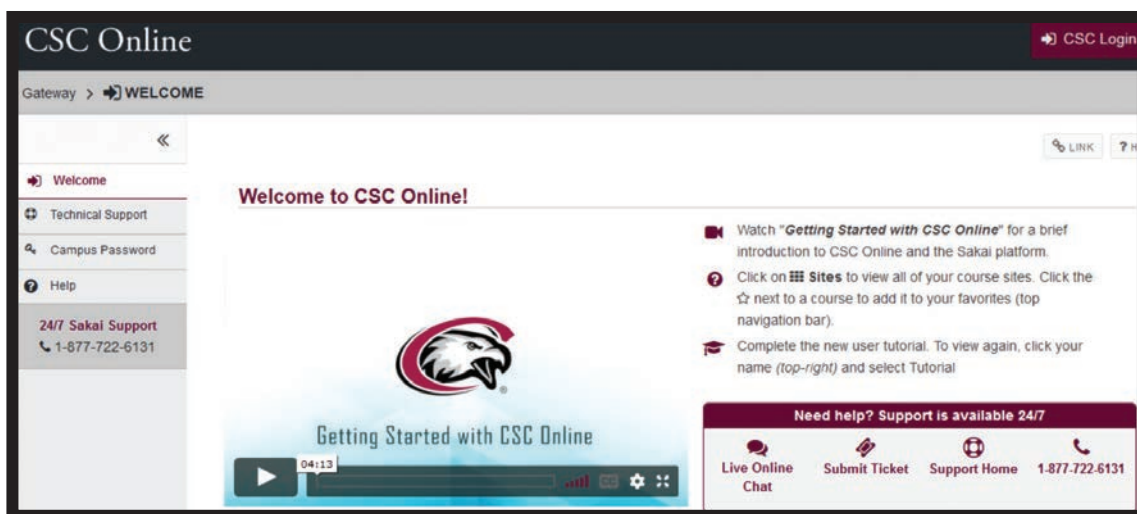 CSC Online
CSC Login
Gateway > WELCOME
LINK
? H
Welcome
Technical Support
Campus Password
Help
24/7 Sakai Support
1-877-722-6131
Welcome to CSC Online!
Getting Started with CSC Online
04:13
CC
Watch "Getting Started with CSC Online" for a brief
introduction to CSC Online and the Sakai platform.
Click on Sites to view all of your course sites. Click the
☆ next to a course to add it to your favorites (top
navigation bar).
Complete the new user tutorial. To view again, click your
name (top-right) and select Tutorial
Need help? Support is available 24/7
Live Online
Chat
Submit Ticket
Support Home
1-877-722-6131